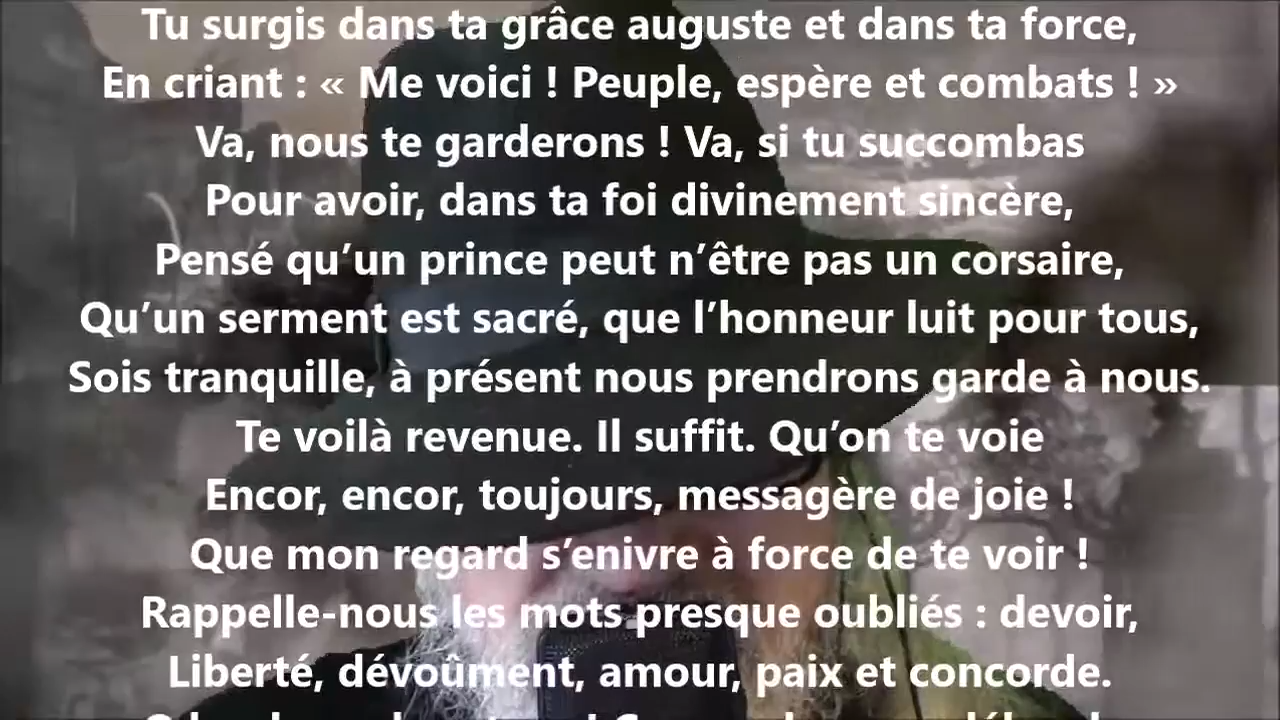 Tu surgis dans ta grâce auguste et dans ta force,
En criant : « Me voici ! Peuple, espère et combats ! »
Va, nous te garderons ! Va, si tu succombas
Pour avoir, dans ta foi divinement sincère,
Pensé qu’un prince peut n’être pas un corsaire,
Qu’un serment est sacré, que l’honneur luit pour tous,
Sois tranquille, à présent nous prendrons garde à nous.
Te voilà revenue. Il suffit. Qu’on te voie
Encor, encor, toujours, messagère de joie !
Que mon regard s’enivre à force de te voir !
Rappelle-nous les mots presque oubliés : devoir,
Liberté, dévoûment, amour, paix et concorde.